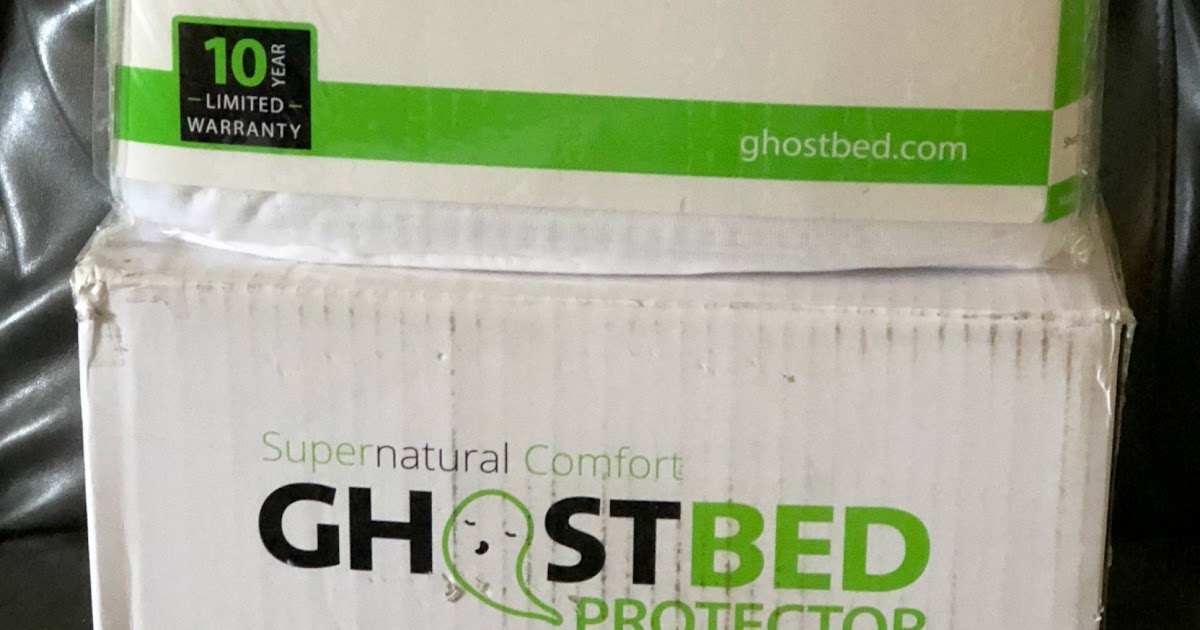 10 YEAR
LIMITED
WARRANTY
ghostbed.com
Supernatural Comfort
GHOSTBED
PROTECTOR